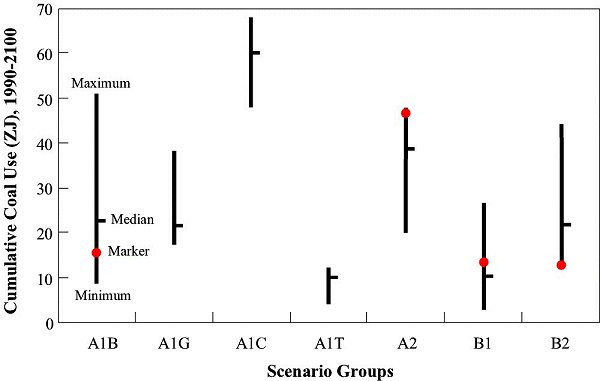 Cumulative Coal Use (ZJ), 1990-2100
70
60
50
40
30
20
10
0
Maximum
Median
Marker
Minimum
A1B A1G A1C A1T A2 B1 B2
Scenario Groups